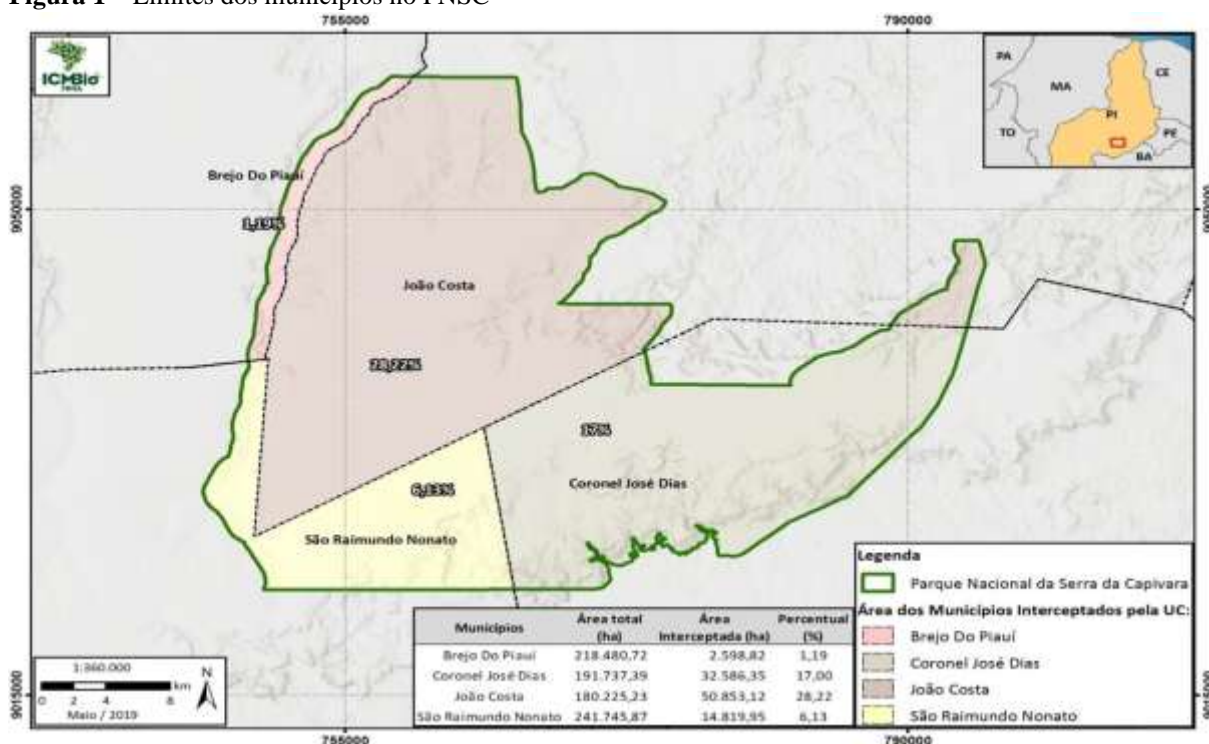 Figura 1 – Limites dos municípios no PNSC
755000
790000
ICMBio
PA
MA
CE
PI
TO
PE
BA
Brejo Do Piauí
9050000
9050000
1,19%
João Costa
28,22%
17%
6,13%
Coronel José Dias
São Raimundo Nonato
Legenda
Parque Nacional da Serra da Capivara
Área dos Municípios Interceptados pela UC:
Brejo Do Piauí
Coronel José Dias
João Costa
São Raimundo Nonato
Municípios Área total (ha) Área Interceptada (ha) Percentual (%)
Brejo Do Piauí 218.480,72 2.598,82 1,19
Coronel José Dias 191.737,39 32.586,35 17,00
João Costa 180.225,23 50.853,12 28,22
São Raimundo Nonato 241.745,87 14.819,95 6,13
1:360.000
N
0 2 4 8 km
Maio / 2019
9015000
9015000
755000
790000